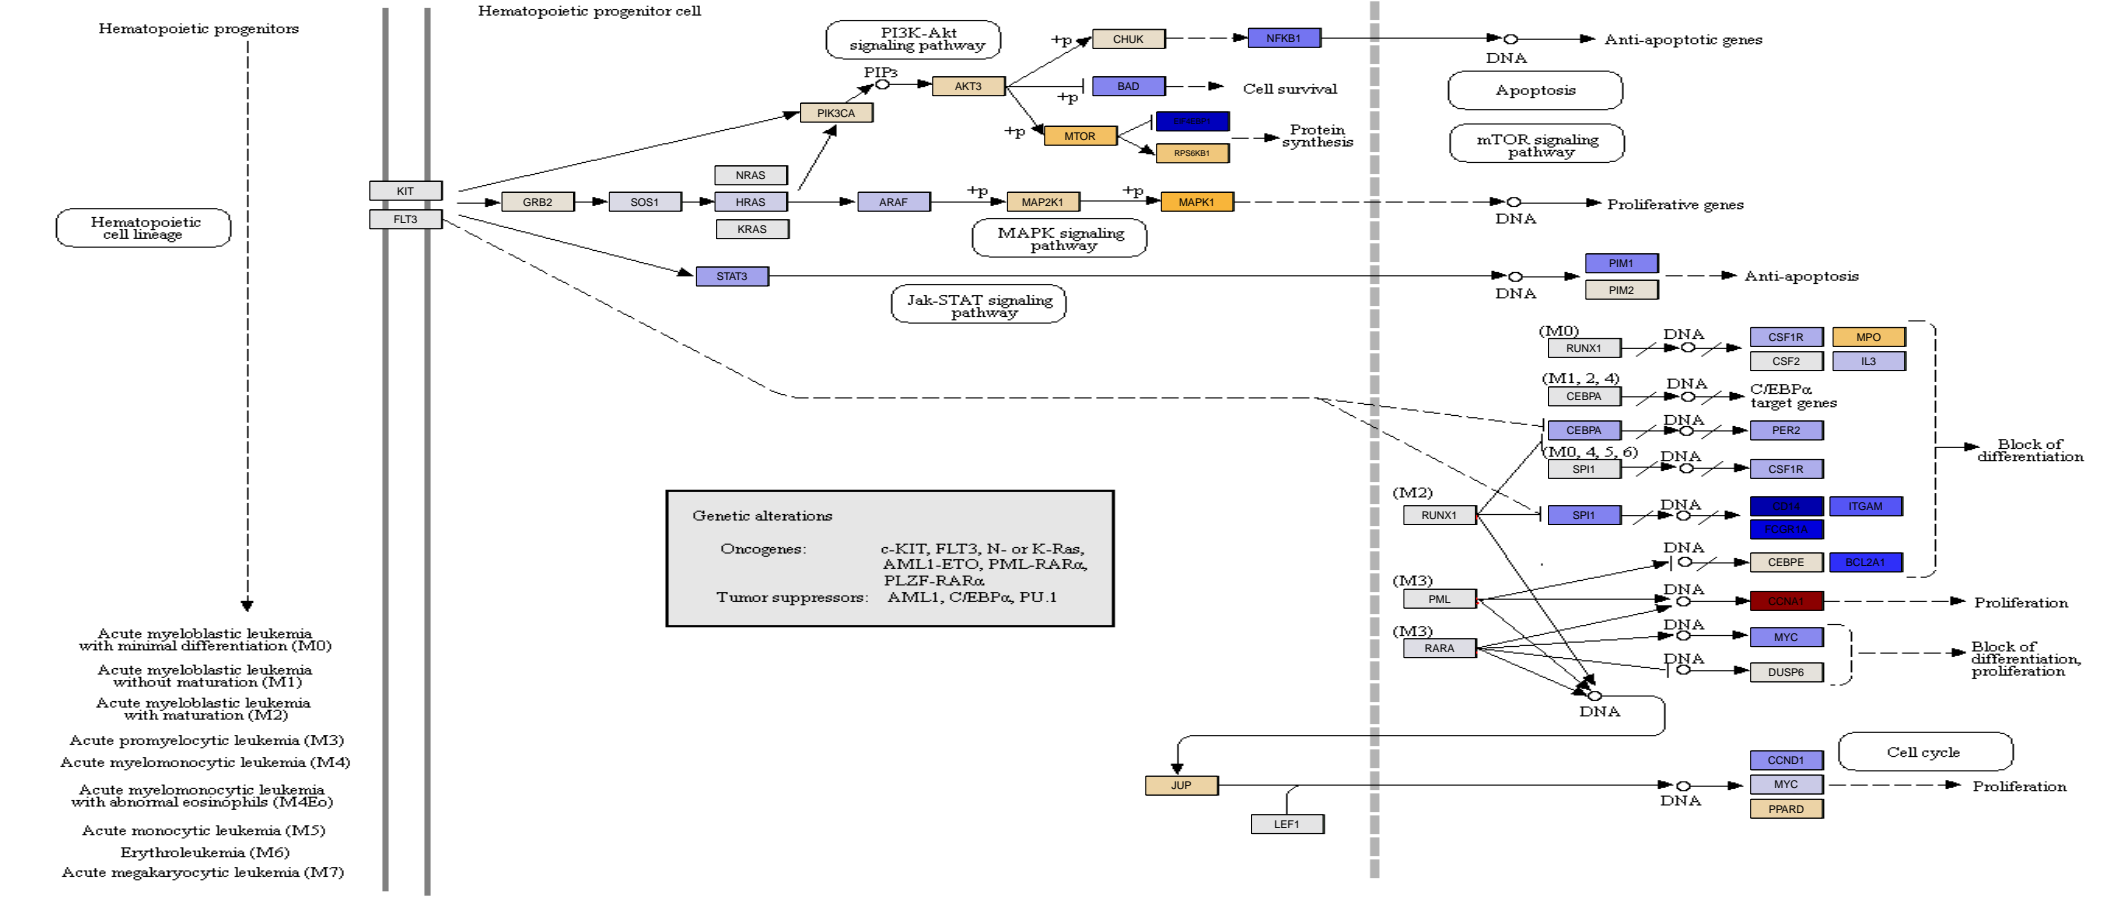 Hematopoietic progenitor cell
Hematopoietic progenitors
PI3K-Akt
signaling pathway
+p
CHUK
NFKB1
DNA
Anti-apoptotic genes
PIP3
AKT3
BAD
+p
Cell survival
Apoptosis
PIK3CA
+p
MTOR
RPS6KB1
Protein
synthesis
mTOR signaling
pathway
KIT
FLT3
NRAS
GRB2
SOS1
HRAS
KRAS
ARAF
+p
MAP2K1
+p
MAPK1
DNA
Proliferative genes
Hematopoietic
cell lineage
MAPK signaling
pathway
STAT3
DNA
PIM1
PIM2
Anti-apoptosis
Jak-STAT signaling
pathway
(M0)
RUNX1
DNA
CSF1R
MPO
CSF2
IL3
(M1, 2, 4)
CEBPA
DNA
C/EBPα
target genes
CEBPA
DNA
PER2
(M0, 4, 5, 6)
SPI1
DNA
CSF1R
Block of
differentiation
(M2)
RUNX1
SPI1
DNA
CD14
ITGAM
FCGR1A
DNA
CEBPE
BCL2A1
(M3)
PML
DNA
CCNA1
Proliferation
(M3)
RARA
DNA
MYC
DNA
DUSP6
Block of
differentiation,
proliferation
DNA
Genetic alterations
Oncogenes: c-KIT, FLT3, N- or K-Ras,
AML1-ETO, PML-RARα,
PLZF-RARα
Tumor suppressors: AML1, C/EBPα, PU.1
Acute myeloblastic leukemia
with minimal differentiation (M0)
Acute myeloblastic leukemia
without maturation (M1)
Acute myeloblastic leukemia
with maturation (M2)
Acute promyelocytic leukemia (M3)
Acute myelomonocytic leukemia (M4)
Acute myelomonocytic leukemia
with abnormal eosinophils (M4Eo)
Acute monocytic leukemia (M5)
Erythroleukemia (M6)
Acute megakaryocytic leukemia (M7)
JUP
LEF1
DNA
CCND1
MYC
PPARD
Cell cycle
Proliferation